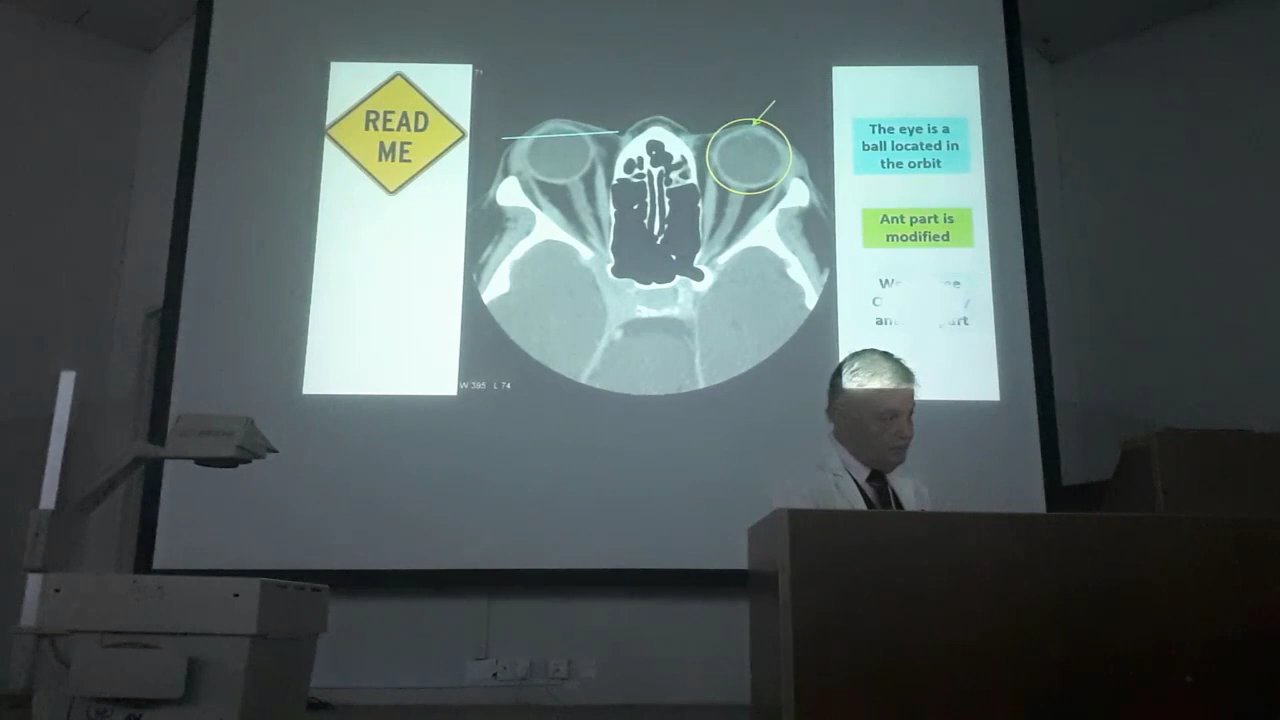 READ
ME
W 395 L 74
The eye is a
ball located in
the orbit
Ant part is
modified